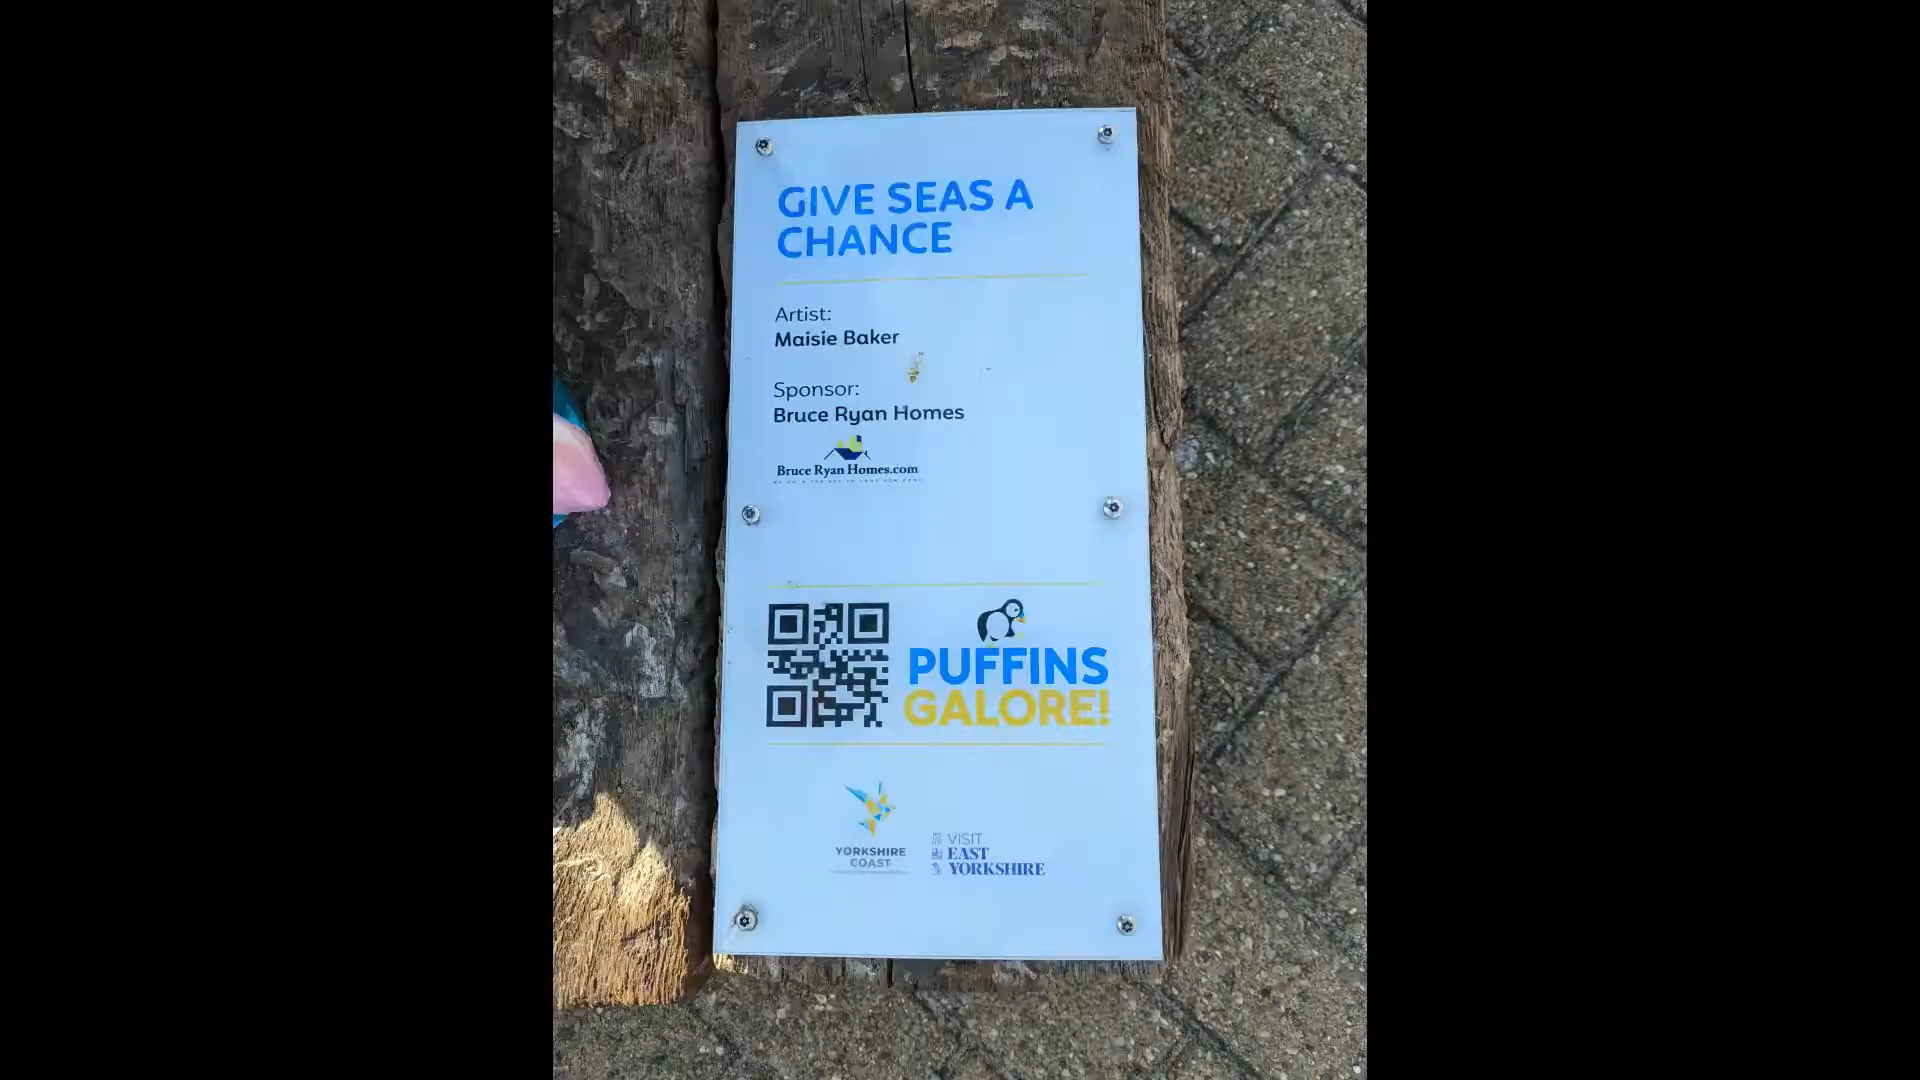 GIVE SEAS A
CHANCE
Artist:
Maisie Baker
Sponsor:
Bruce Ryan Homes
Bruce Ryan Homes.com
PUFFINS
GALORE!
YORKSHIRE
COAST
VISIT
EAST
YORKSHIRE